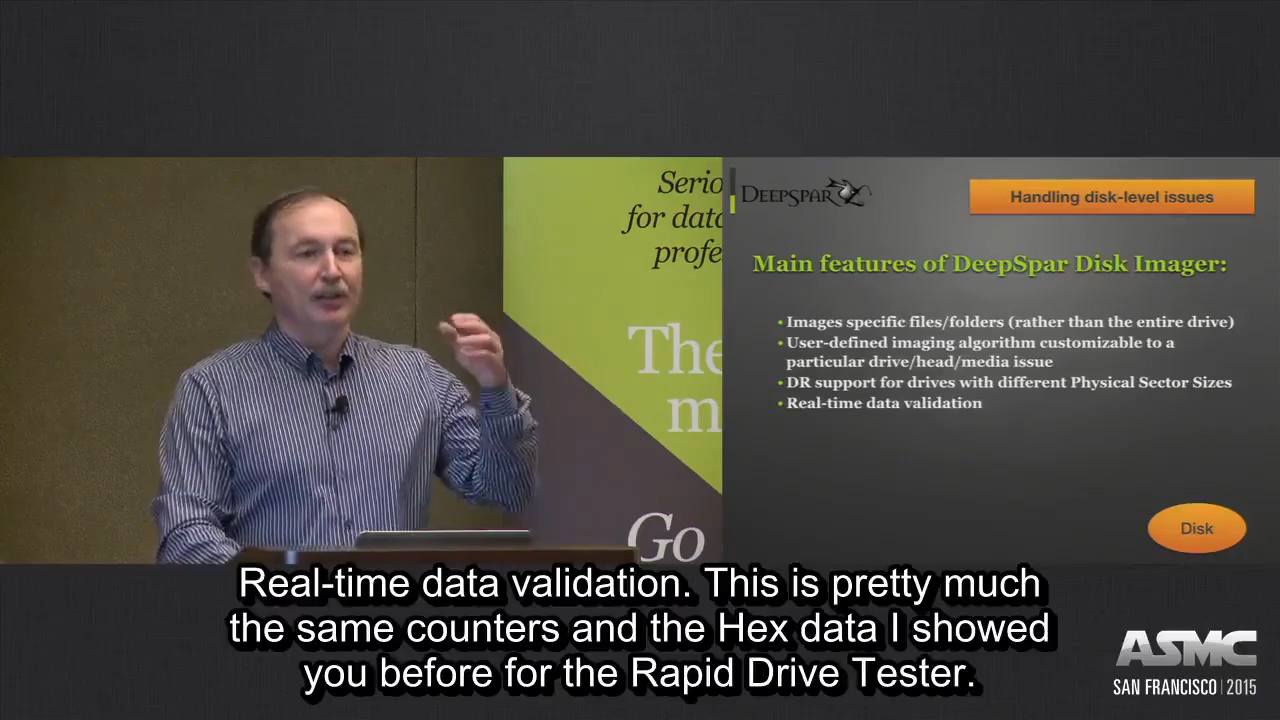 Serio
for data
profe
The
m
Go
DEEPSPAR
Handling disk-level issues
Main features of DeepSpar Disk Imager:
•Images specific files/folders (rather than the entire drive)
•User-defined imaging algorithm customizable to a
particular drive/head/media issue
•DR support for drives with different Physical Sector Sizes
•Real-time data validation
Disk
Real-time data validation. This is pretty much
the same counters and the Hex data I showed
you before for the Rapid Drive Tester.
ASMC
SAN FRANCISCO | 2015